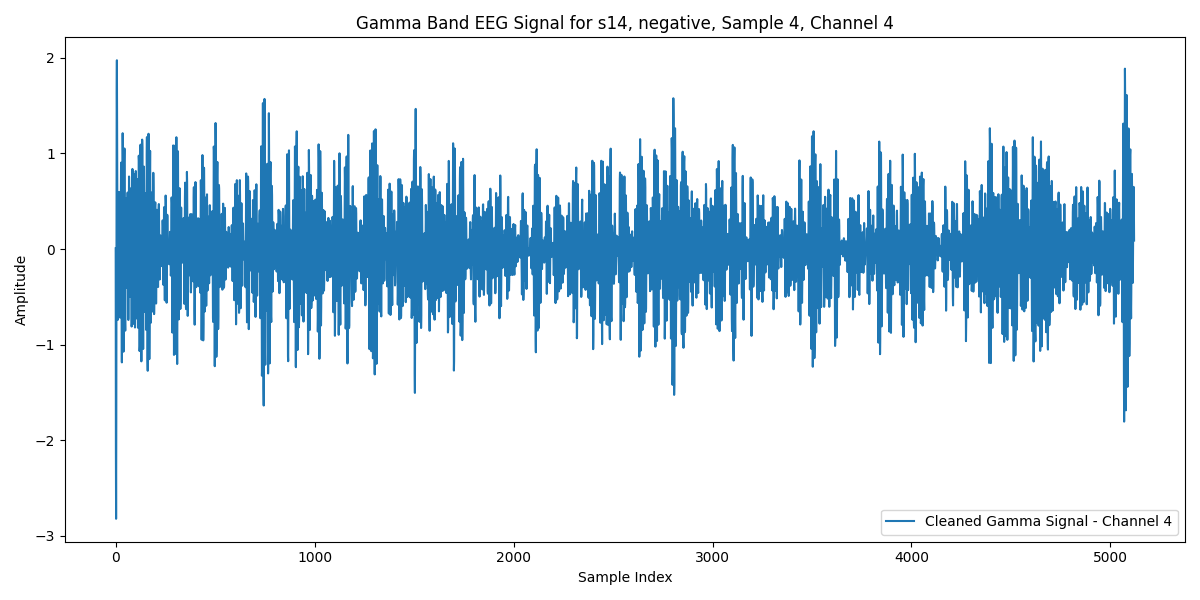 Gamma Band EEG Signal for s14, negative, Sample 4, Channel 4
2
1
0
−1
−2
−3
Amplitude
0 1000 2000 3000 4000 5000
Sample Index
Cleaned Gamma Signal - Channel 4